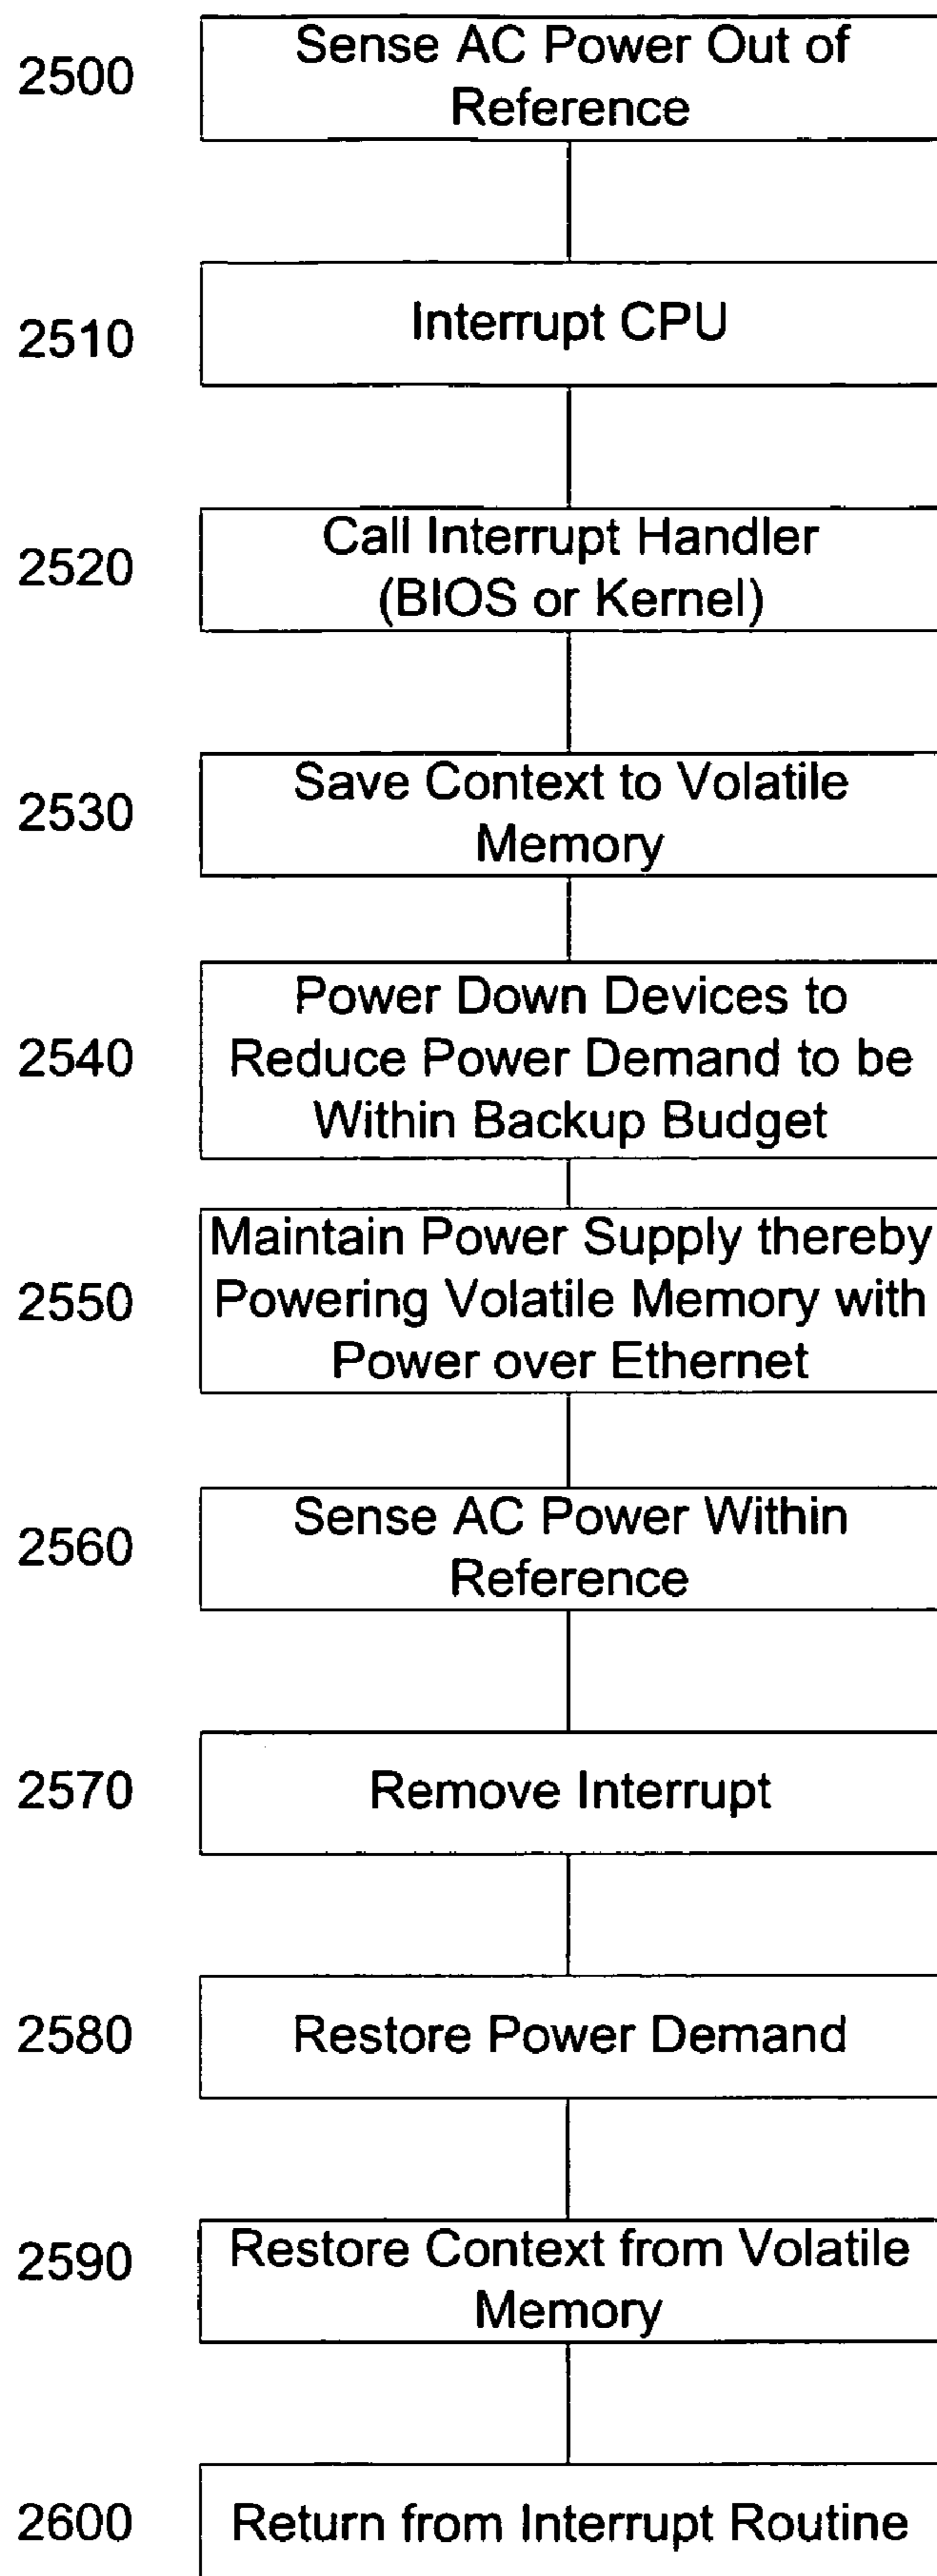 2500
Sense AC Power Out of
Reference
2510
Interrupt CPU
2520
Call Interrupt Handler
(BIOS or Kernel)
2530
Save Context to Volatile
Memory
2540
Power Down Devices to
Reduce Power Demand to be
Within Backup Budget
2550
Maintain Power Supply thereby
Powering Volatile Memory with
Power over Ethernet
2560
Sense AC Power Within
Reference
2570
Remove Interrupt
2580
Restore Power Demand
2590
Restore Context from Volatile
Memory
2600
Return from Interrupt Routine